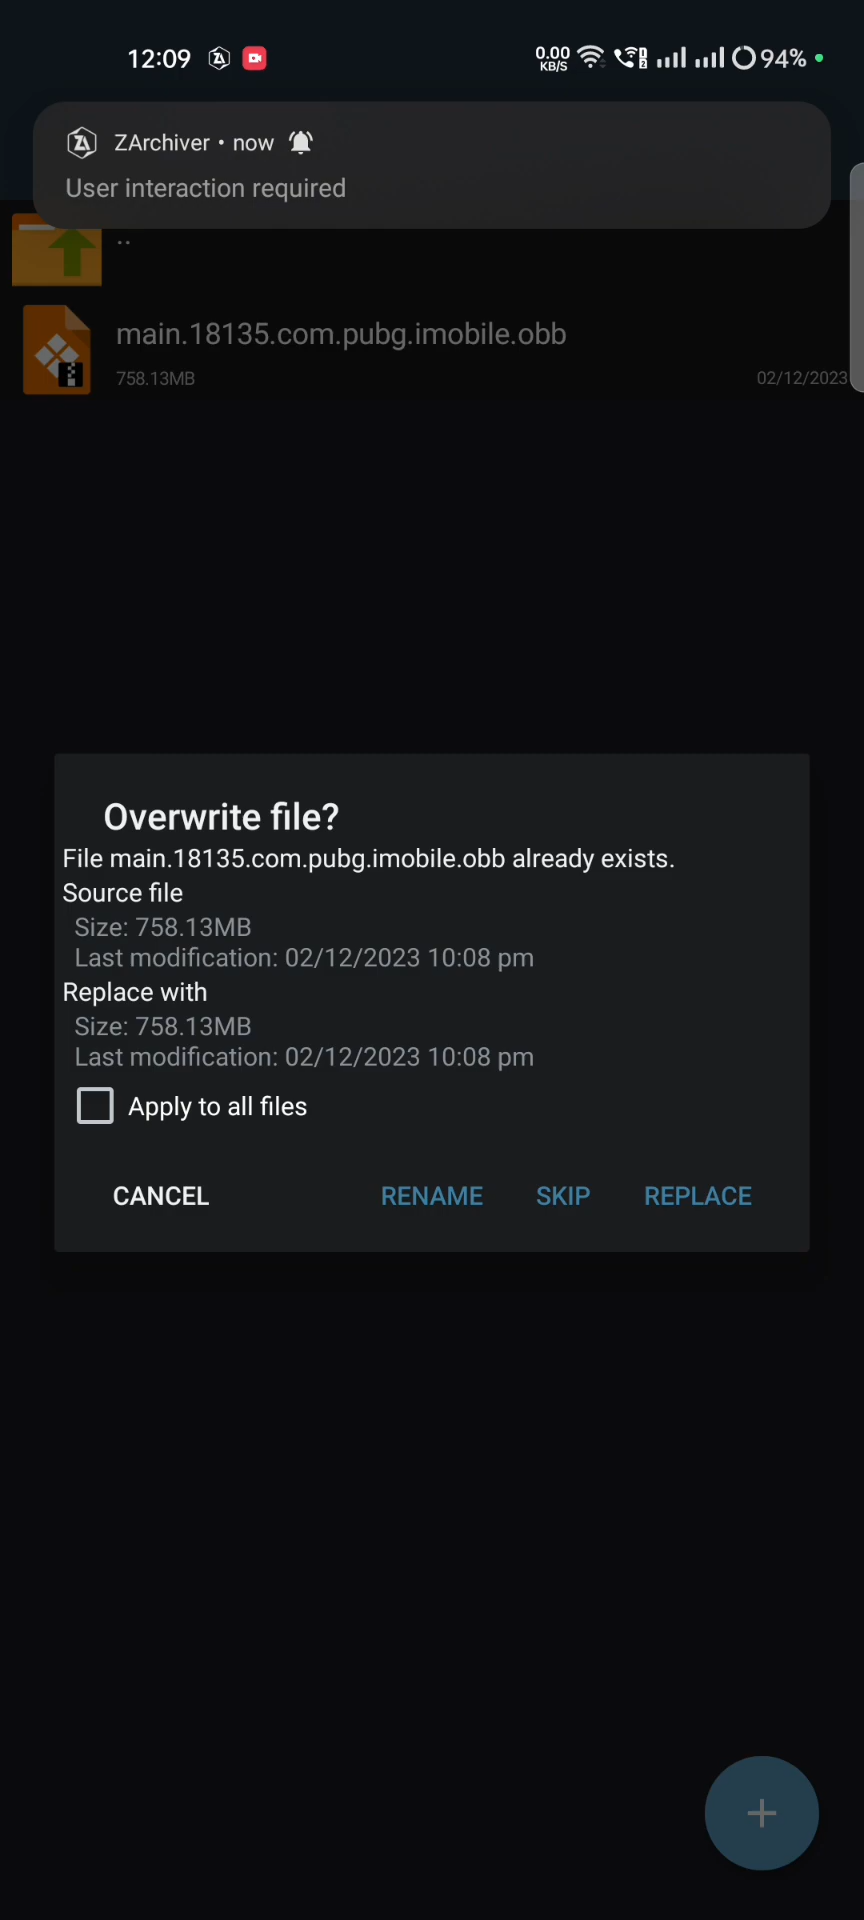 12:09
0.00
KB/S
94%
ZArchiver • now
User interaction required
..
main.18135.com.pubg.imobile.obb
758.13MB
02/12/2023
Overwrite file?
File main.18135.com.pubg.imobile.obb already exists.
Source file
Size: 758.13MB
Last modification: 02/12/2023 10:08 pm
Replace with
Size: 758.13MB
Last modification: 02/12/2023 10:08 pm
Apply to all files
CANCEL RENAME SKIP REPLACE